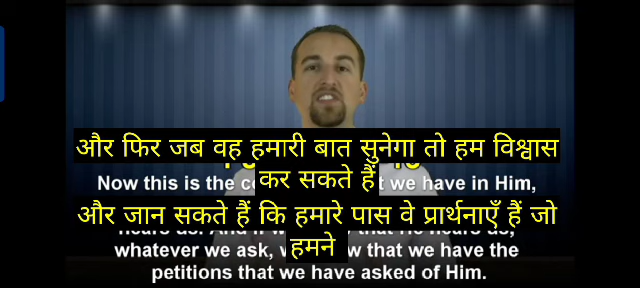 और फिर जब वह हमारी बात सुनेगा तो हम विश्वास
Now this is the we have in Him,
कर सकते हैं
और जान सकते हैं कि हमारे पास वे प्रार्थनाएँ हैं जो
हमने
whatever we ask, that we have the
petitions that we have asked of Him.